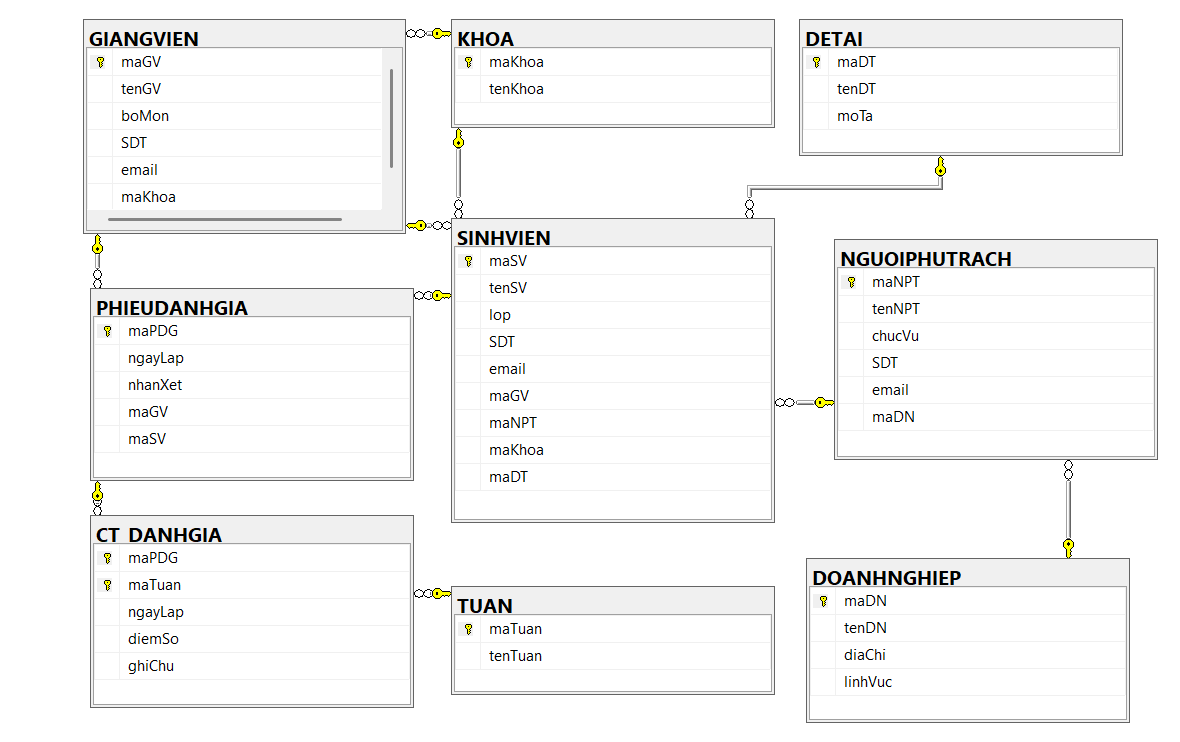 GIANGVIEN
maGV
tenGV
boMon
SDT
email
maKhoa
KHOA
maKhoa
tenKhoa
DETAI
maDT
tenDT
moTa
SINHVIEN
maSV
tenSV
lop
SDT
email
maGV
maNPT
maKhoa
maDT
NGUOIPHUTRACH
maNPT
tenNPT
chucVu
SDT
email
maDN
PHIEUDANHGIA
maPDG
ngayLap
nhanXet
maGV
maSV
CT_DANHGIA
maPDG
maTuan
ngayLap
diemSo
ghiChu
TUAN
maTuan
tenTuan
DOANHNGHIEP
maDN
tenDN
diaChi
linhVuc